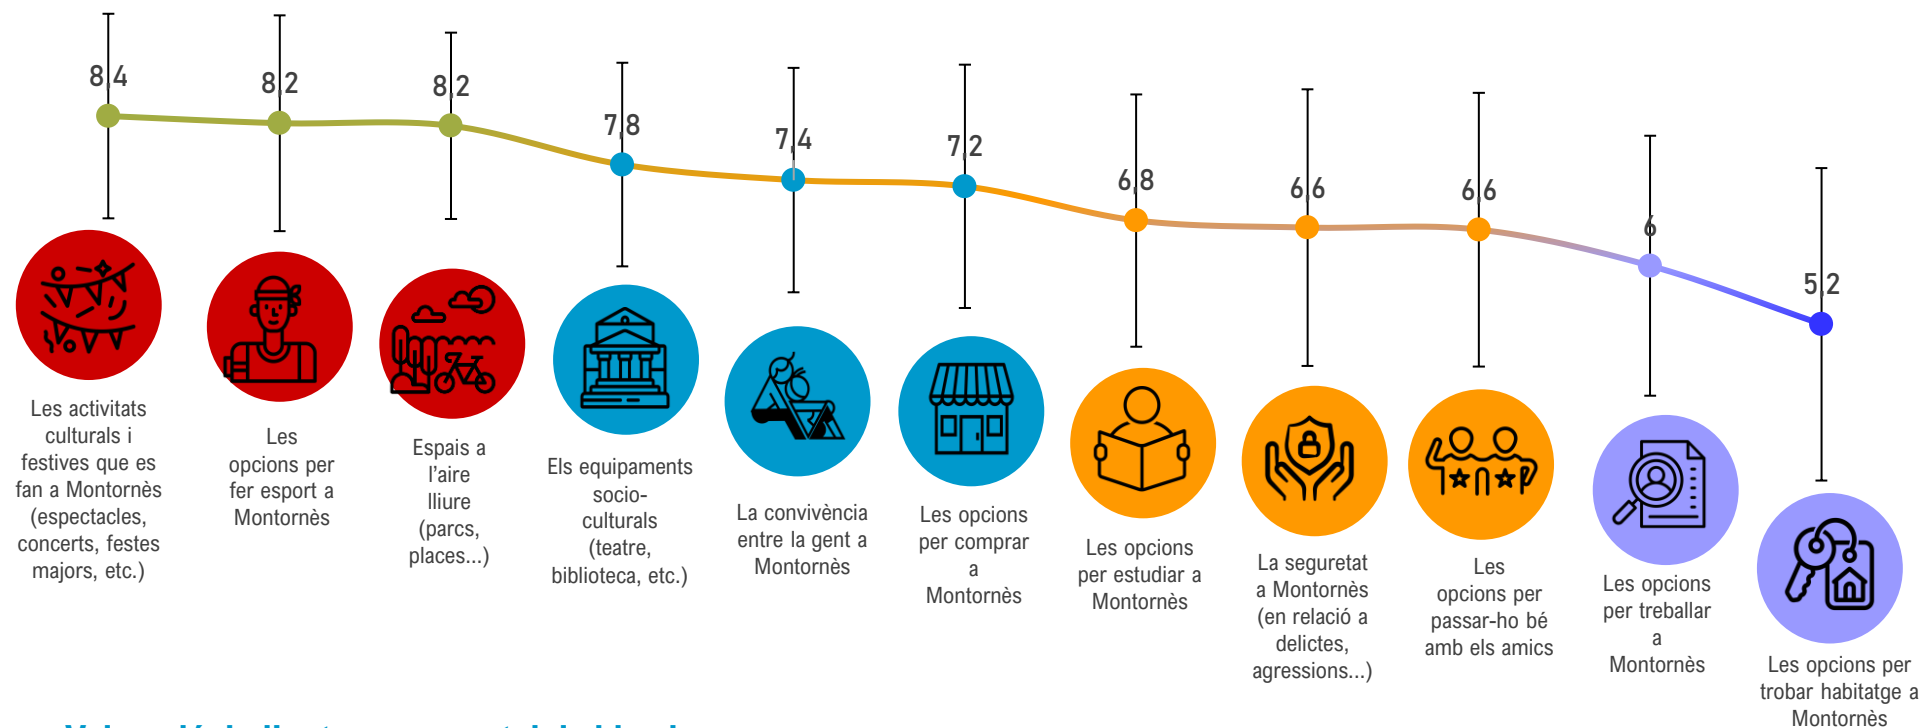 8,4
8,2
8,2
7,8
7,4
7,2
6,8
6,6
6,6
6
5,2
Les activitats
culturals i
festives que es
fan a Montornès
(espectacles,
concerts, festes
majors, etc.)
Les
opcions per
fer esport a
Montornès
Espais a
l'aire
lliure
(parcs,
places...)
Els equipaments
socio-
culturals
(teatre,
biblioteca, etc.)
La convivència
entre la gent a
Montornès
Les opcions
per comprar
a
Montornès
Les opcions
per estudiar a
Montornès
La seguretat
a Montornès
(en relació a
delictes,
agressions...)
Les
opcions per
passar-ho bé
amb els amics
Les opcions
per treballar
a
Montornès
Les opcions per
trobar habitatge a
Montornès